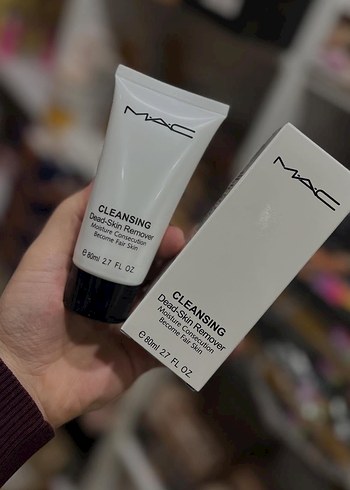 MAC
CLEANSING
Dead-Skin Remover
Moisture Consecution
Become Fair Skin
℮80ml 2.7 FL OZ
MAC
CLEANSING
Dead-Skin Remover
Moisture Consecution
Become Fair Skin
℮80ml 2.7 FL OZ